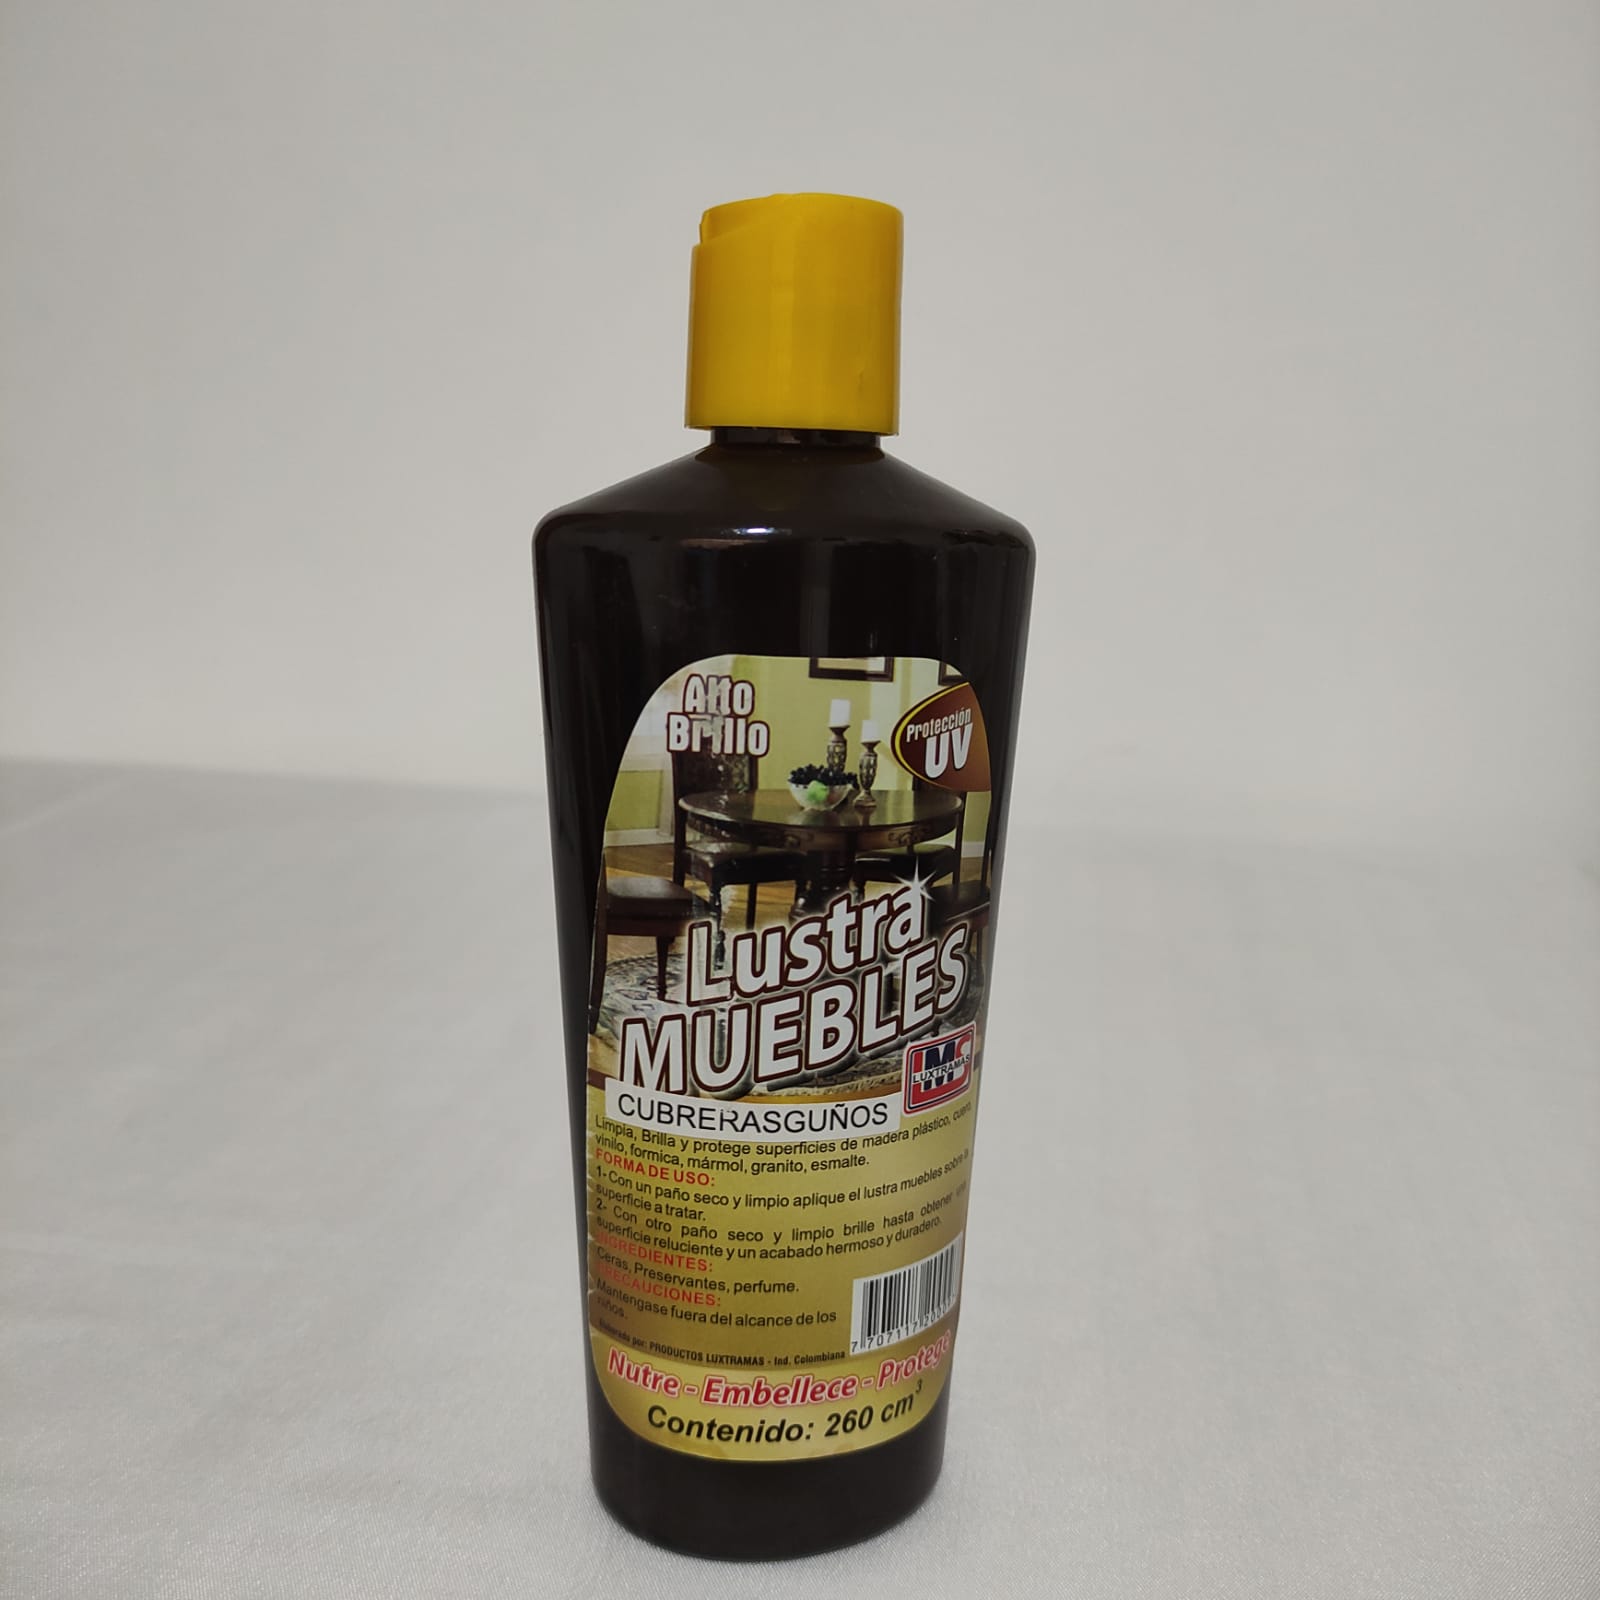 Alto
Brillo
Protección
UV
Lustra
MUEBLES
LMS
LUXTRAMAS
CUBRERASGUÑOS
Limpia, Brilla y protege superficies de madera plástico, cuero,
vinilo, formica, mármol, granito, esmalte.
FORMA DE USO:
1- Con un paño seco y limpio aplique el lustra muebles sobre la
superficie a tratar.
2- Con otro paño seco y limpio brille hasta obtener una
superficie reluciente y un acabado hermoso y duradero.
INGREDIENTES:
Ceras, Preservantes, perfume.
PRECAUCIONES:
Mantengase fuera del alcance de los
niños.
Elaborado por: PRODUCTOS LUXTRAMAS - Ind. Colombiana
Nutre - Embellece - Protege
Contenido: 260 cm³